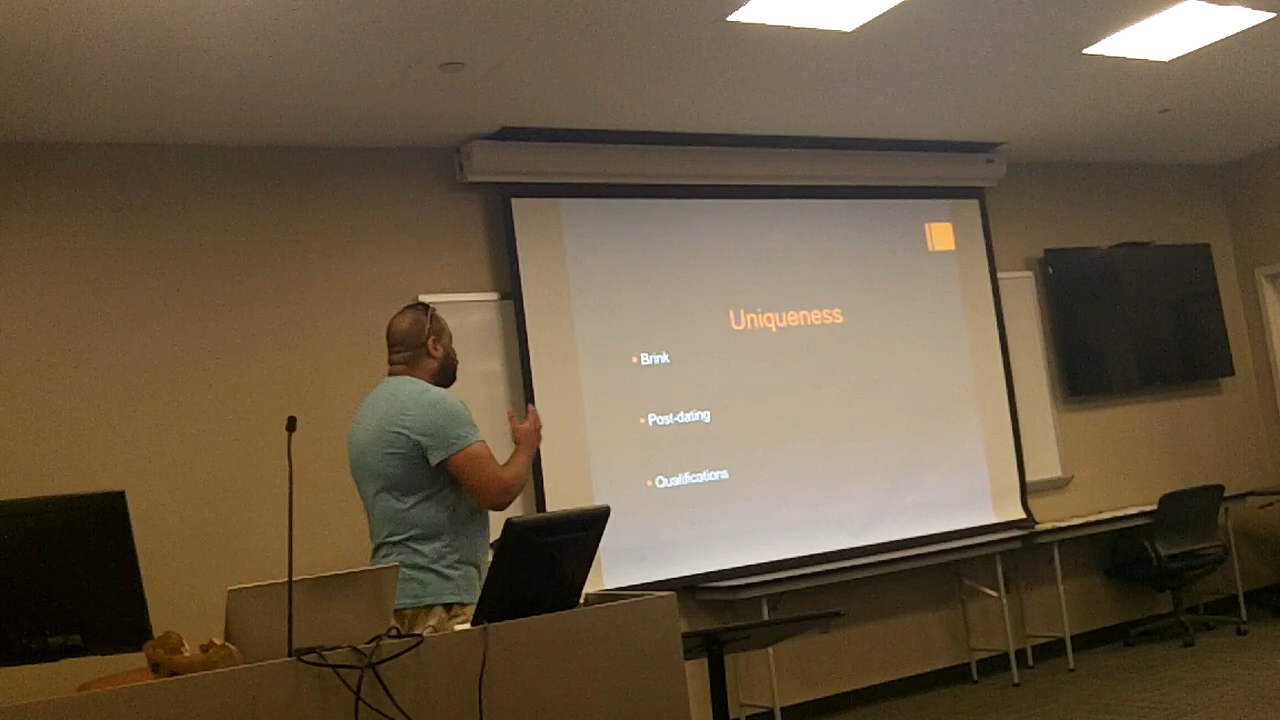 Uniqueness
• Brink
• Post-dating
• Qualifications